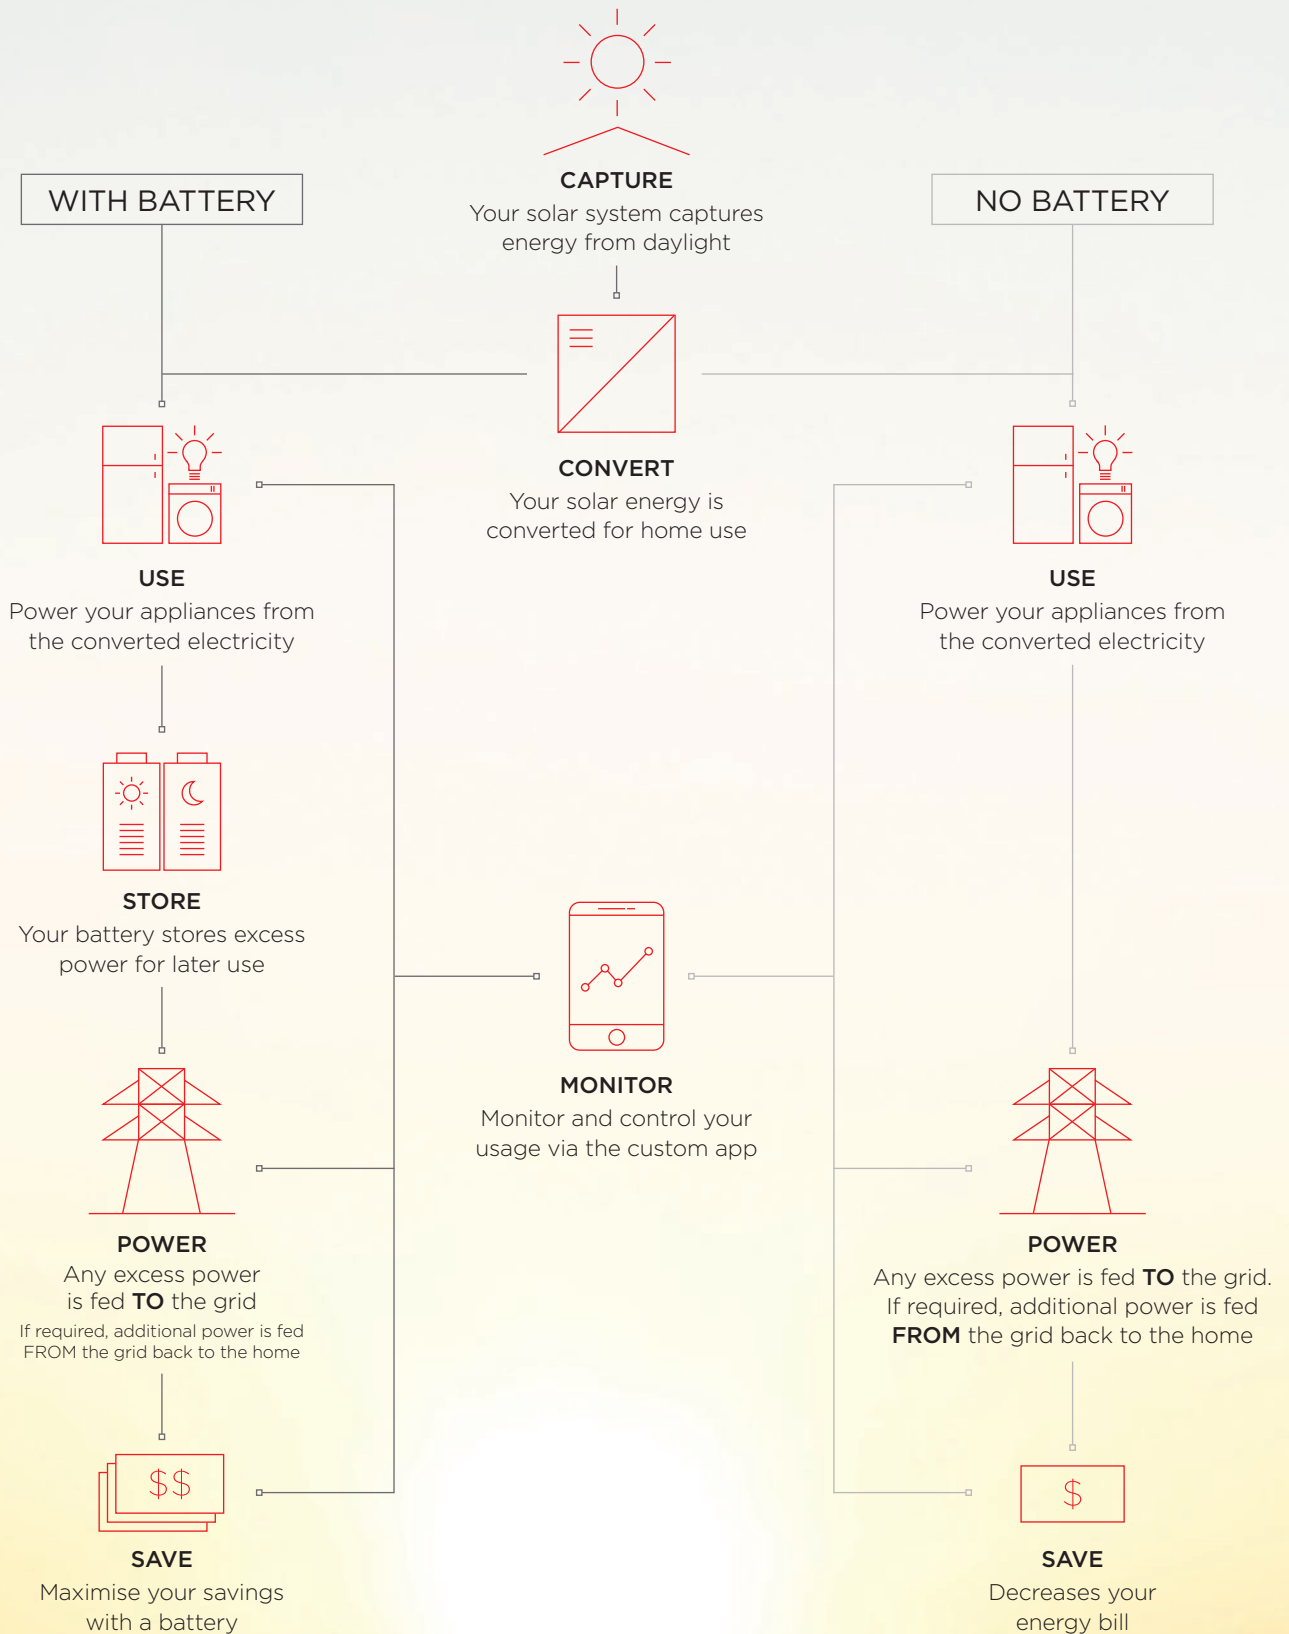 CAPTURE
Your solar system captures
energy from daylight
WITH BATTERY
NO BATTERY
CONVERT
Your solar energy is
converted for home use
USE
Power your appliances from
the converted electricity
STORE
Your battery stores excess
power for later use
POWER
Any excess power
is fed TO the grid
If required, additional power is fed
FROM the grid back to the home
$$
SAVE
Maximise your savings
with a battery
MONITOR
Monitor and control your
usage via the custom app
USE
Power your appliances from
the converted electricity
POWER
Any excess power is fed TO the grid.
If required, additional power is fed
FROM the grid back to the home
$
SAVE
Decreases your
energy bill